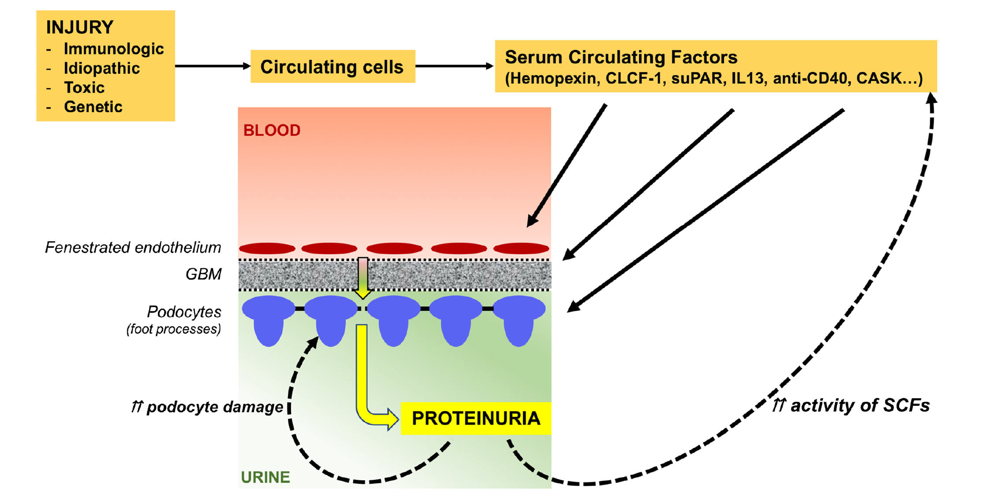 INJURY
- Immunologic
- Idiopathic
- Toxic
- Genetic
Circulating cells
Serum Circulating Factors
(Hemopexin, CLCF-1, suPAR, IL13, anti-CD40, CASK...)
BLOOD
Fenestrated endothelium
GBM
Podocytes
(foot processes)
⇈ podocyte damage
PROTEINURIA
⇈ activity of SCFs
URINE